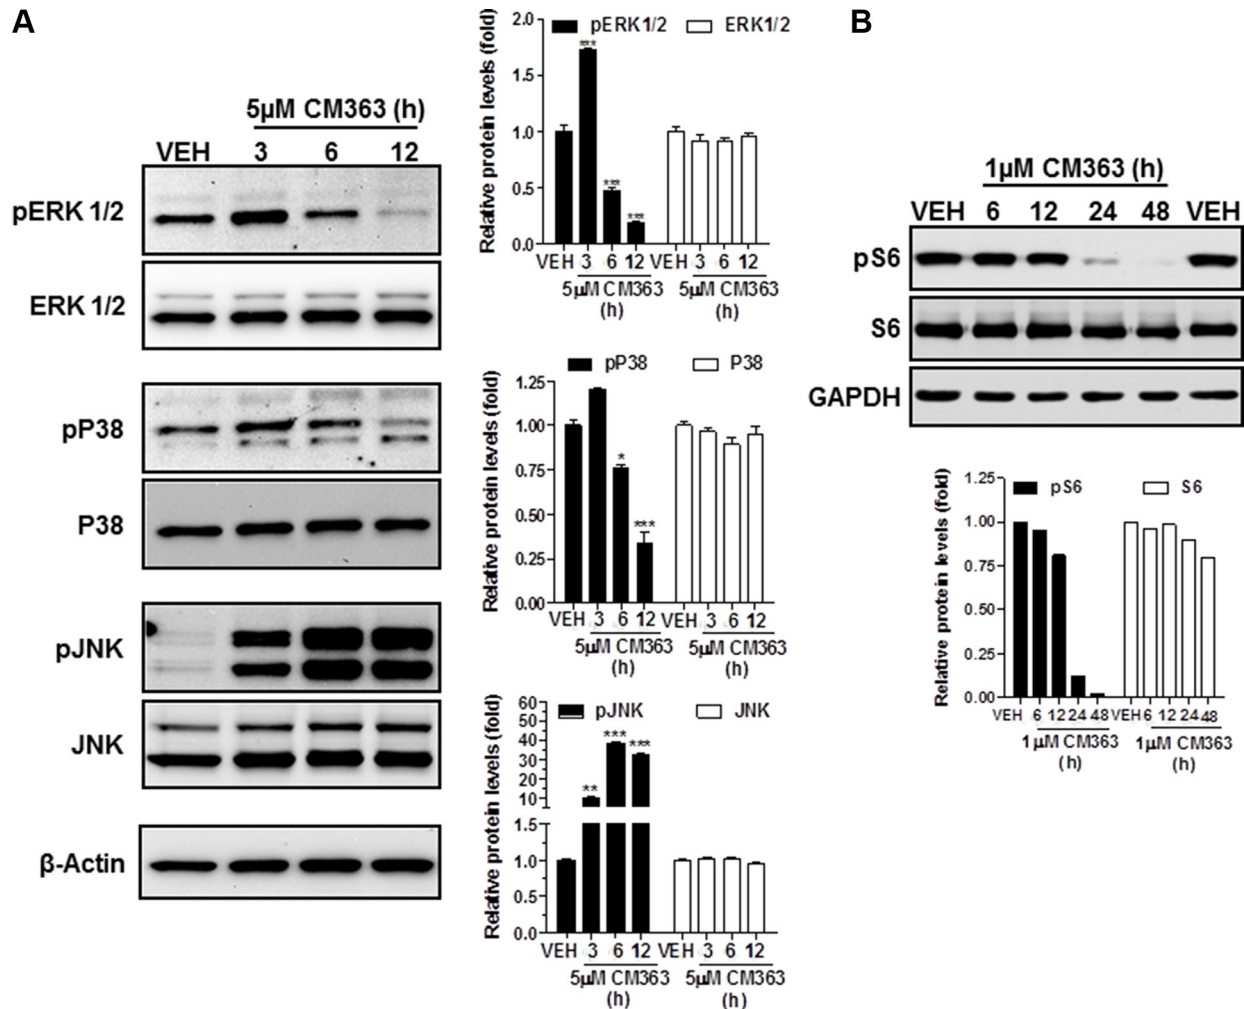 A
5µM CM363 (h)
VEH 3 6 12
pERK 1/2
ERK 1/2
pP38
P38
pJNK
JNK
β-Actin
pERK1/2 ERK1/2
Relative protein levels (fold)
2.0
1.5
1.0
0.5
0.0
VEH 3 6 12 VEH 3 6 12
5µM CM363 5µM CM363
(h) (h)
*** *** ***
pP38 P38
Relative protein levels (fold)
1.25
1.00
0.75
0.50
0.25
0.00
* ***
VEH 3 6 12 VEH 3 6 12
5µM CM363 5µM CM363
(h) (h)
pJNK JNK
Relative protein levels (fold)
60
50
40
30
20
10
1.5
1.0
0.5
0.0
** *** ***
VEH 3 6 12 VEH 3 6 12
5µM CM363 5µM CM363
(h) (h)
B
1µM CM363 (h)
VEH 6 12 24 48 VEH
pS6
S6
GAPDH
pS6 S6
Relative protein levels (fold)
1.25
1.00
0.75
0.50
0.25
0.00
VEH 6 12 24 48 VEH 6 12 24 48
1µM CM363 1µM CM363
(h) (h)